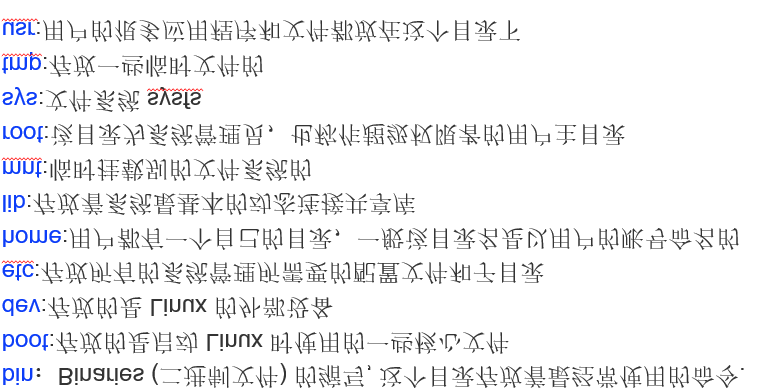 bin：Binaries (二进制文件) 的缩写, 这个目录存放着最经常使用的命令.
boot:存放的是启动 Linux 时使用的一些核心文件
dev:存放的是 Linux 的外部设备
etc:存放所有的系统管理所需要的配置文件和子目录
home:用户都有一个自己的目录，一般该目录名是以用户的账号命名的
lib:存放着系统最基本的动态连接共享库
mnt:临时挂载别的文件系统的
root:该目录为系统管理员，也称作超级权限者的用户主目录
sys:文件系统 sysfs
tmp:存放一些临时文件的
usr:用户的很多应用程序和文件都放在这个目录下